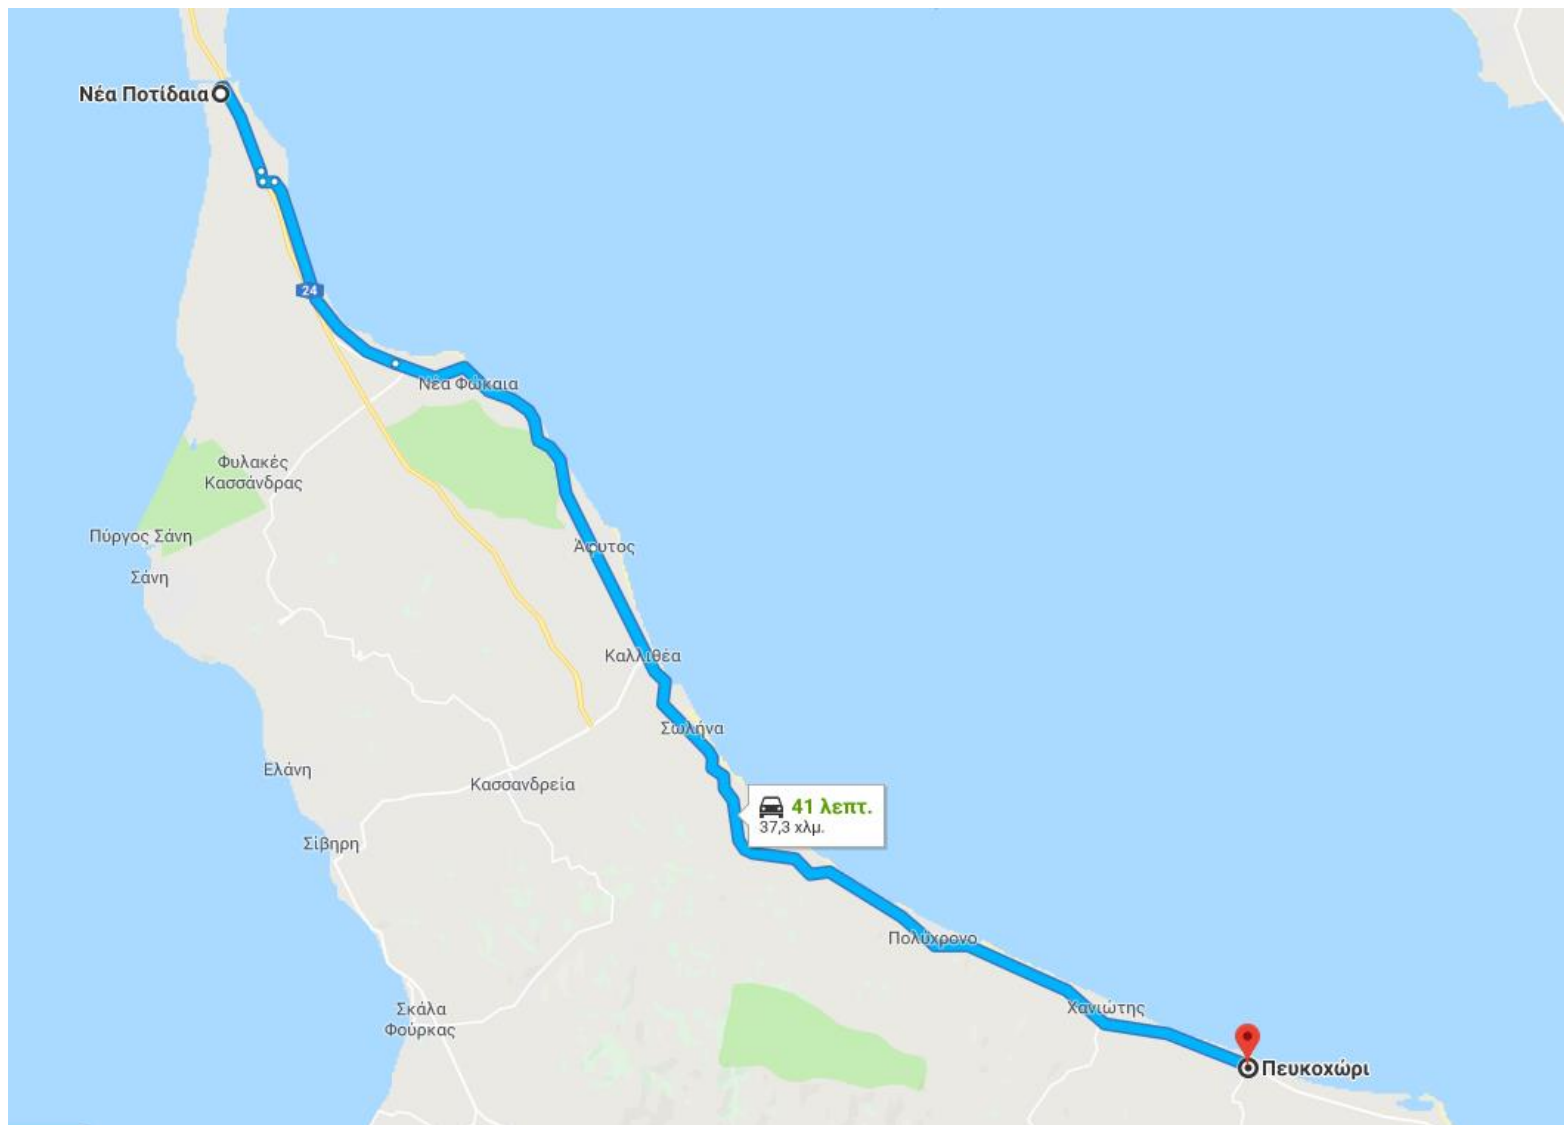 Νέα Ποτίδαια
24
Νέα Φώκαια
Φυλακές
Κασσάνδρας
Πύργος Σάνη
Άφυτος
Σάνη
Καλλιθέα
Σωλήνα
Ελάνη
Κασσανδρεία
41 λεπτ.
37,3 χλμ.
Σίβηρη
Πολύχρονο
Σκάλα
Φούρκας
Χανιώτης
Πευκοχώρι